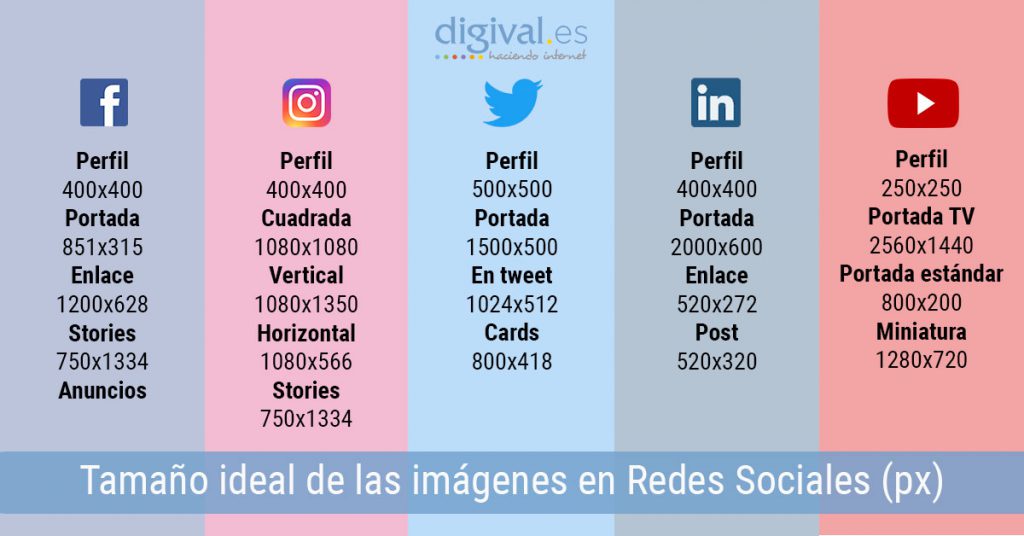 digival.es
haciendo internet
Perfil
400x400
Portada
851x315
Enlace
1200x628
Stories
750x1334
Anuncios
Perfil
400x400
Cuadrada
1080x1080
Vertical
1080x1350
Horizontal
1080x566
Stories
750x1334
Perfil
500x500
Portada
1500x500
En tweet
1024x512
Cards
800x418
in
Perfil
400x400
Portada
2000x600
Enlace
520x272
Post
520x320
Perfil
250x250
Portada TV
2560x1440
Portada estándar
800x200
Miniatura
1280x720
Tamaño ideal de las imágenes en Redes Sociales (px)